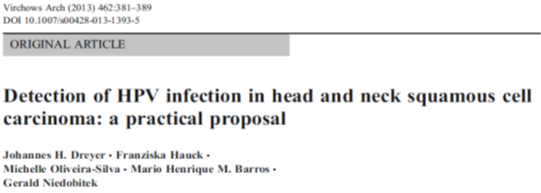 Virchows Arch (2013) 462:381–389
DOI 10.1007/s00428-013-1393-5
ORIGINAL ARTICLE
Detection of HPV infection in head and neck squamous cell
carcinoma: a practical proposal
Johannes H. Dreyer · Franziska Hauck ·
Michelle Oliveira-Silva · Mario Henrique M. Barros ·
Gerald Niedobitek